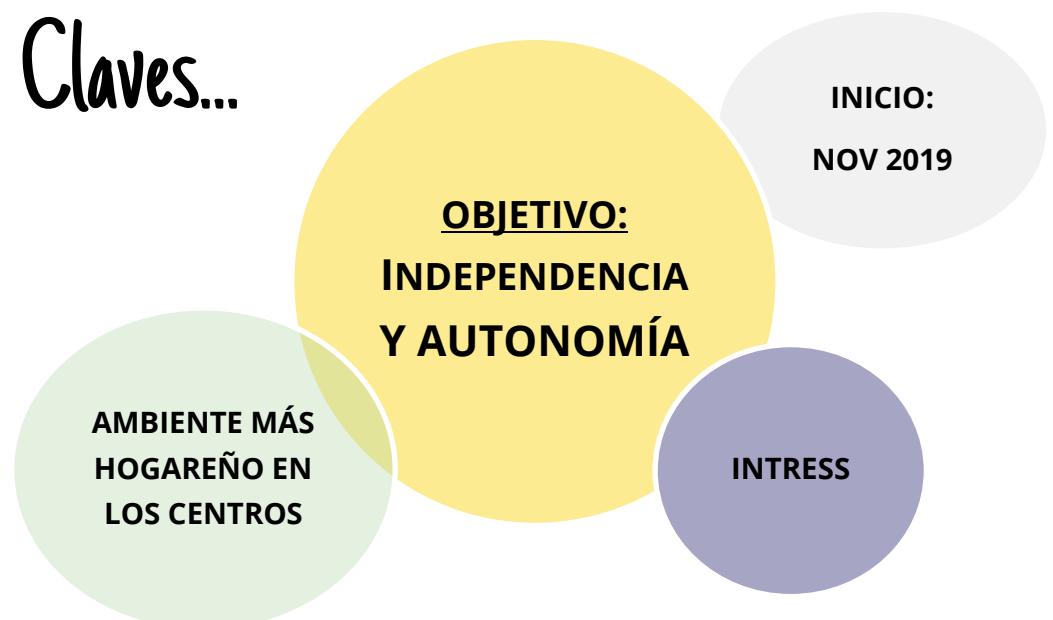 Claves...
INICIO:
NOV 2019
OBJETIVO:
INDEPENDENCIA
Y AUTONOMÍA
AMBIENTE MÁS
HOGAREÑO EN
LOS CENTROS
INTRESS